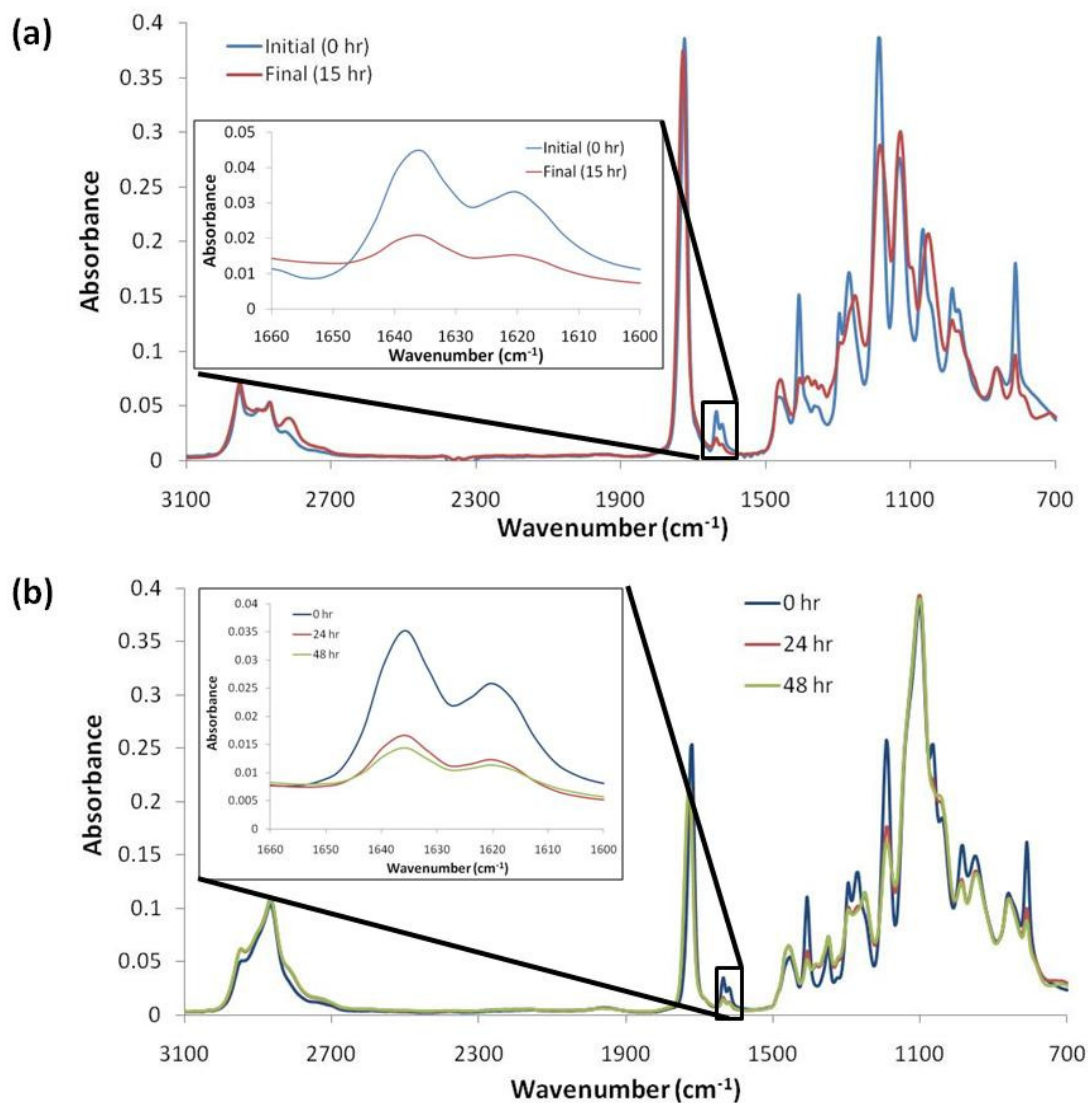 (a)
0.4
0.35
0.3
0.25
0.2
0.15
0.1
0.05
0
Absorbance
Initial (0 hr)
Final (15 hr)
0.05
0.04
0.03
0.02
0.01
0
Absorbance
Initial (0 hr)
Final (15 hr)
1660 1650 1640 1630 1620 1610 1600
Wavenumber (cm-1)
3100 2700 2300 1900 1500 1100 700
Wavenumber (cm-1)
(b)
0.4
0.35
0.3
0.25
0.2
0.15
0.1
0.05
0
Absorbance
0.04
0.035
0.03
0.025
0.02
0.015
0.01
0.005
0
Absorbance
0 hr
24 hr
48 hr
1660 1650 1640 1630 1620 1610 1600
Wavenumber (cm-1)
0 hr
24 hr
48 hr
3100 2700 2300 1900 1500 1100 700
Wavenumber (cm-1)